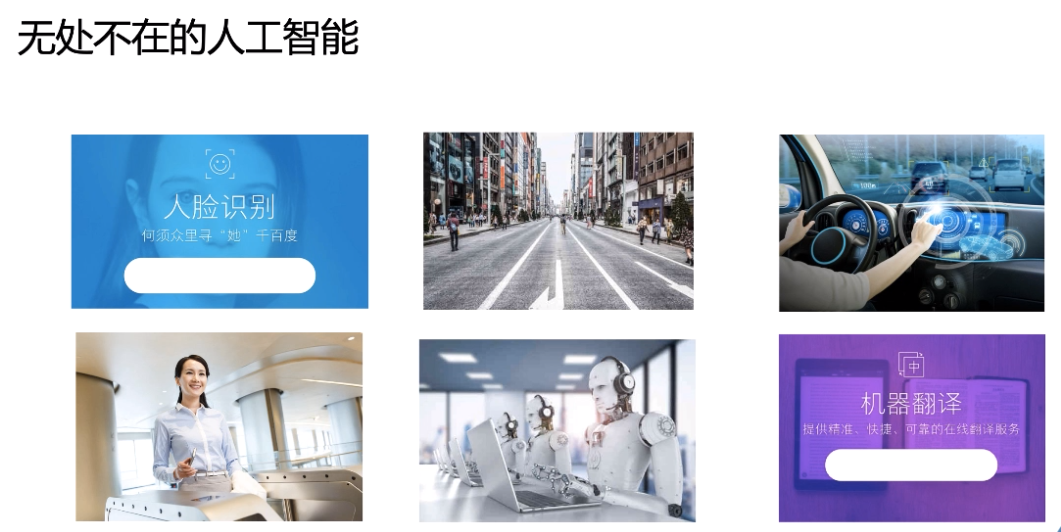 无处不在的人工智能
人脸识别
何须众里寻“她”千百度
中
机器翻译
提供精准、快捷、可靠的在线翻译服务